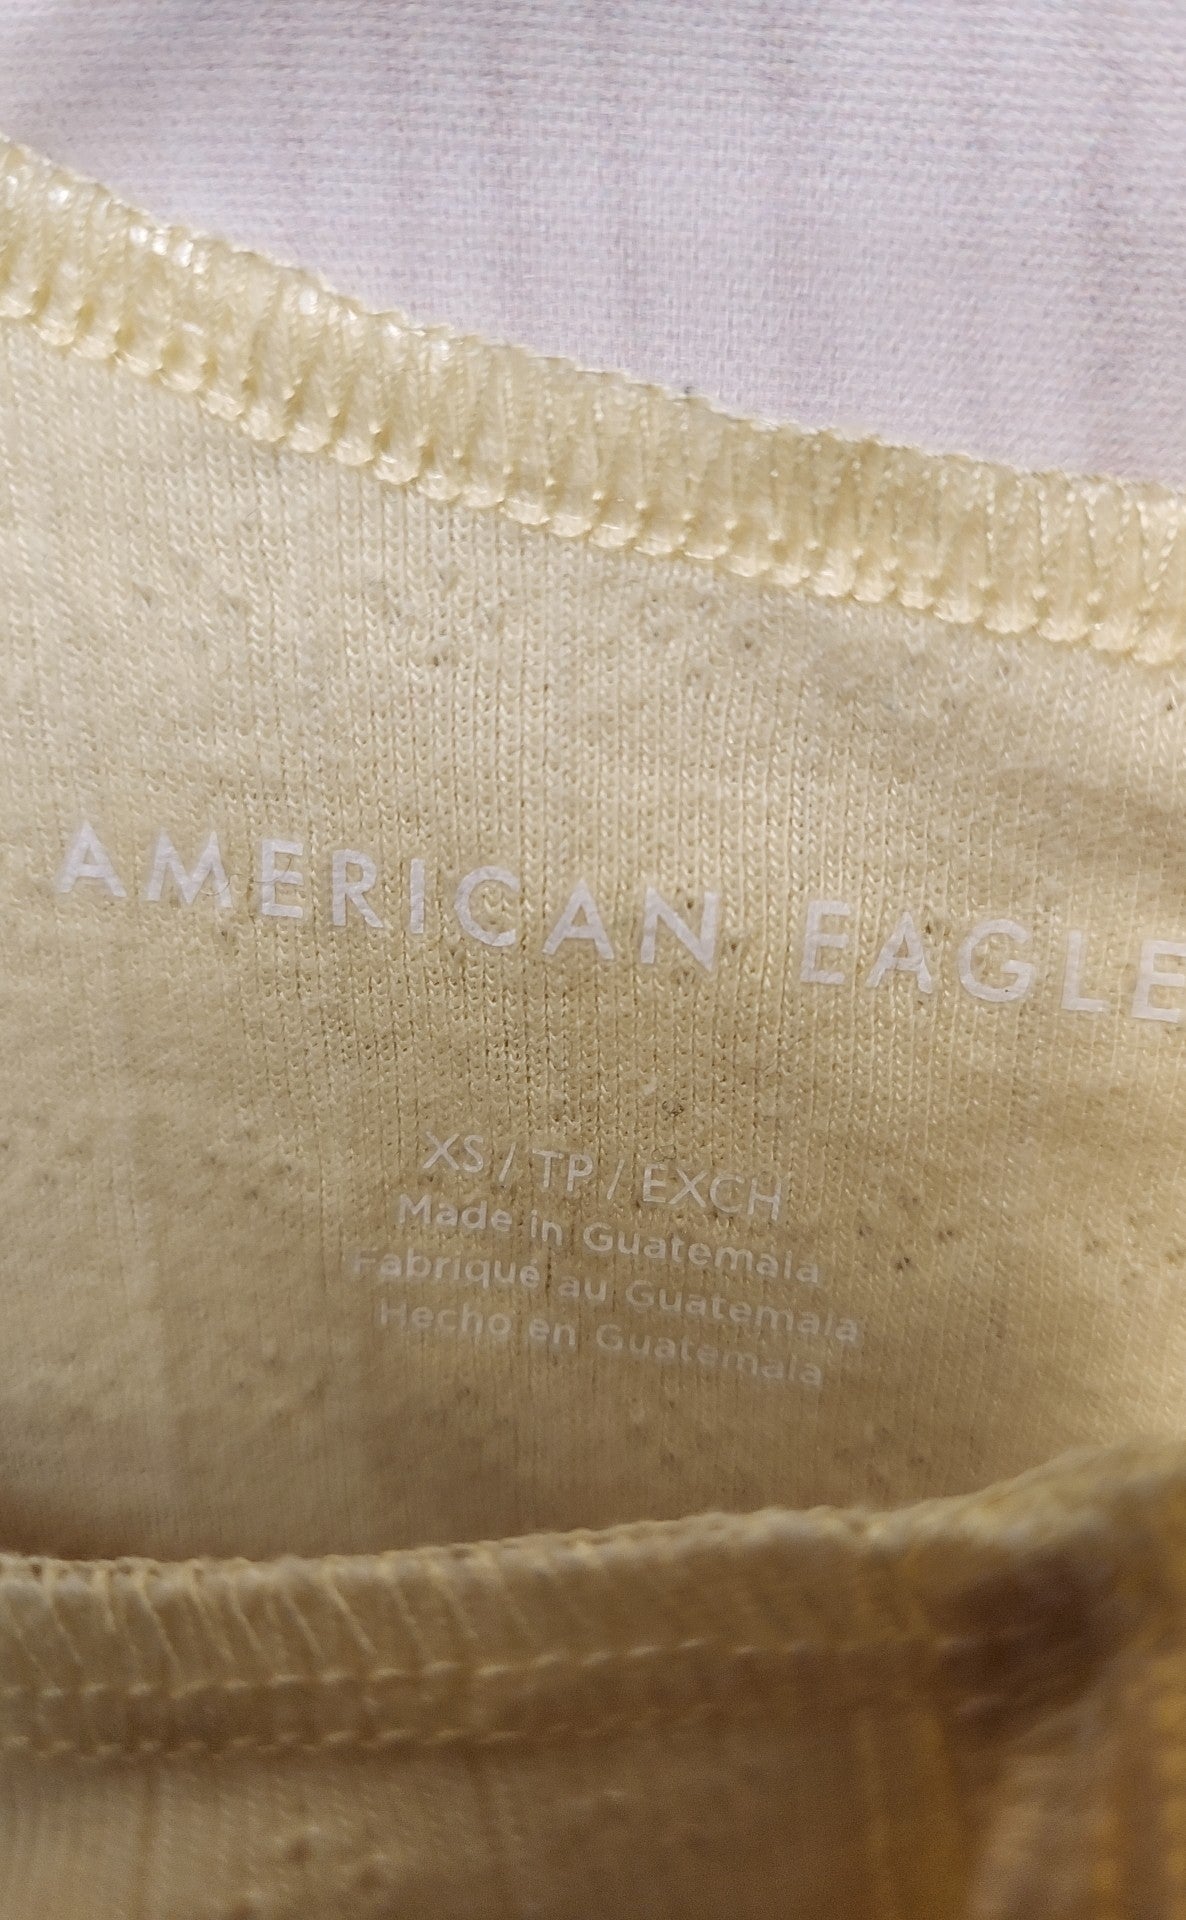 AMERICAN EAGLE
XS / TP / EXCH
Made in Guatemala
Fabriqué au Guatemala
Hecho en Guatemala